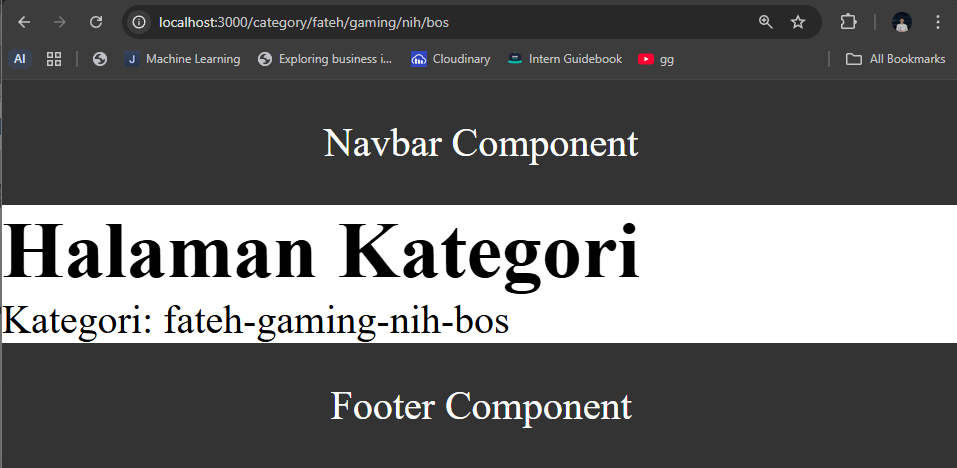 localhost:3000/category/fateh/gaming/nih/bos
AI J Machine Learning Exploring business i... Cloudinary Intern Guidebook gg All Bookmarks
Navbar Component
Halaman Kategori
Kategori: fateh-gaming-nih-bos
Footer Component